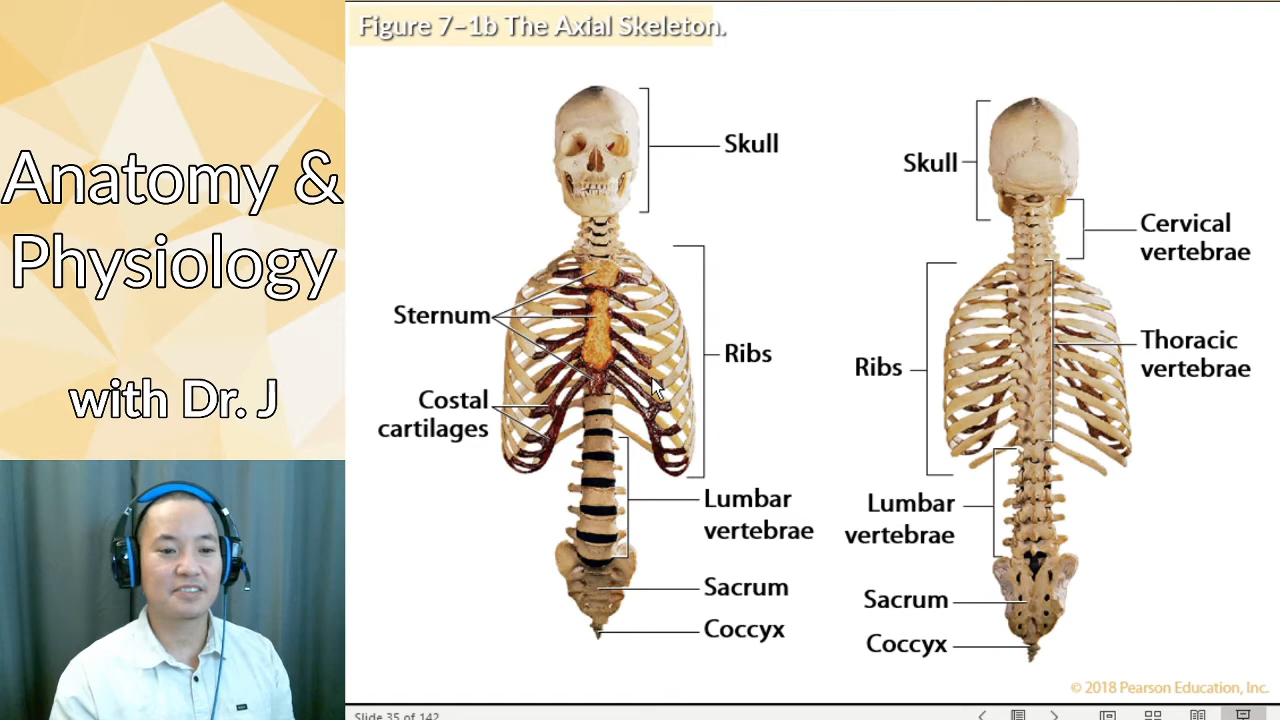 Anatomy &
Physiology
with Dr. J
Figure 7–1b The Axial Skeleton.
Skull
Sternum
Ribs
Costal
cartilages
Lumbar
vertebrae
Sacrum
Coccyx
Skull
Cervical
vertebrae
Ribs
Thoracic
vertebrae
Lumbar
vertebrae
Sacrum
Coccyx
© 2018 Pearson Education, Inc.
Slide 35 of 142